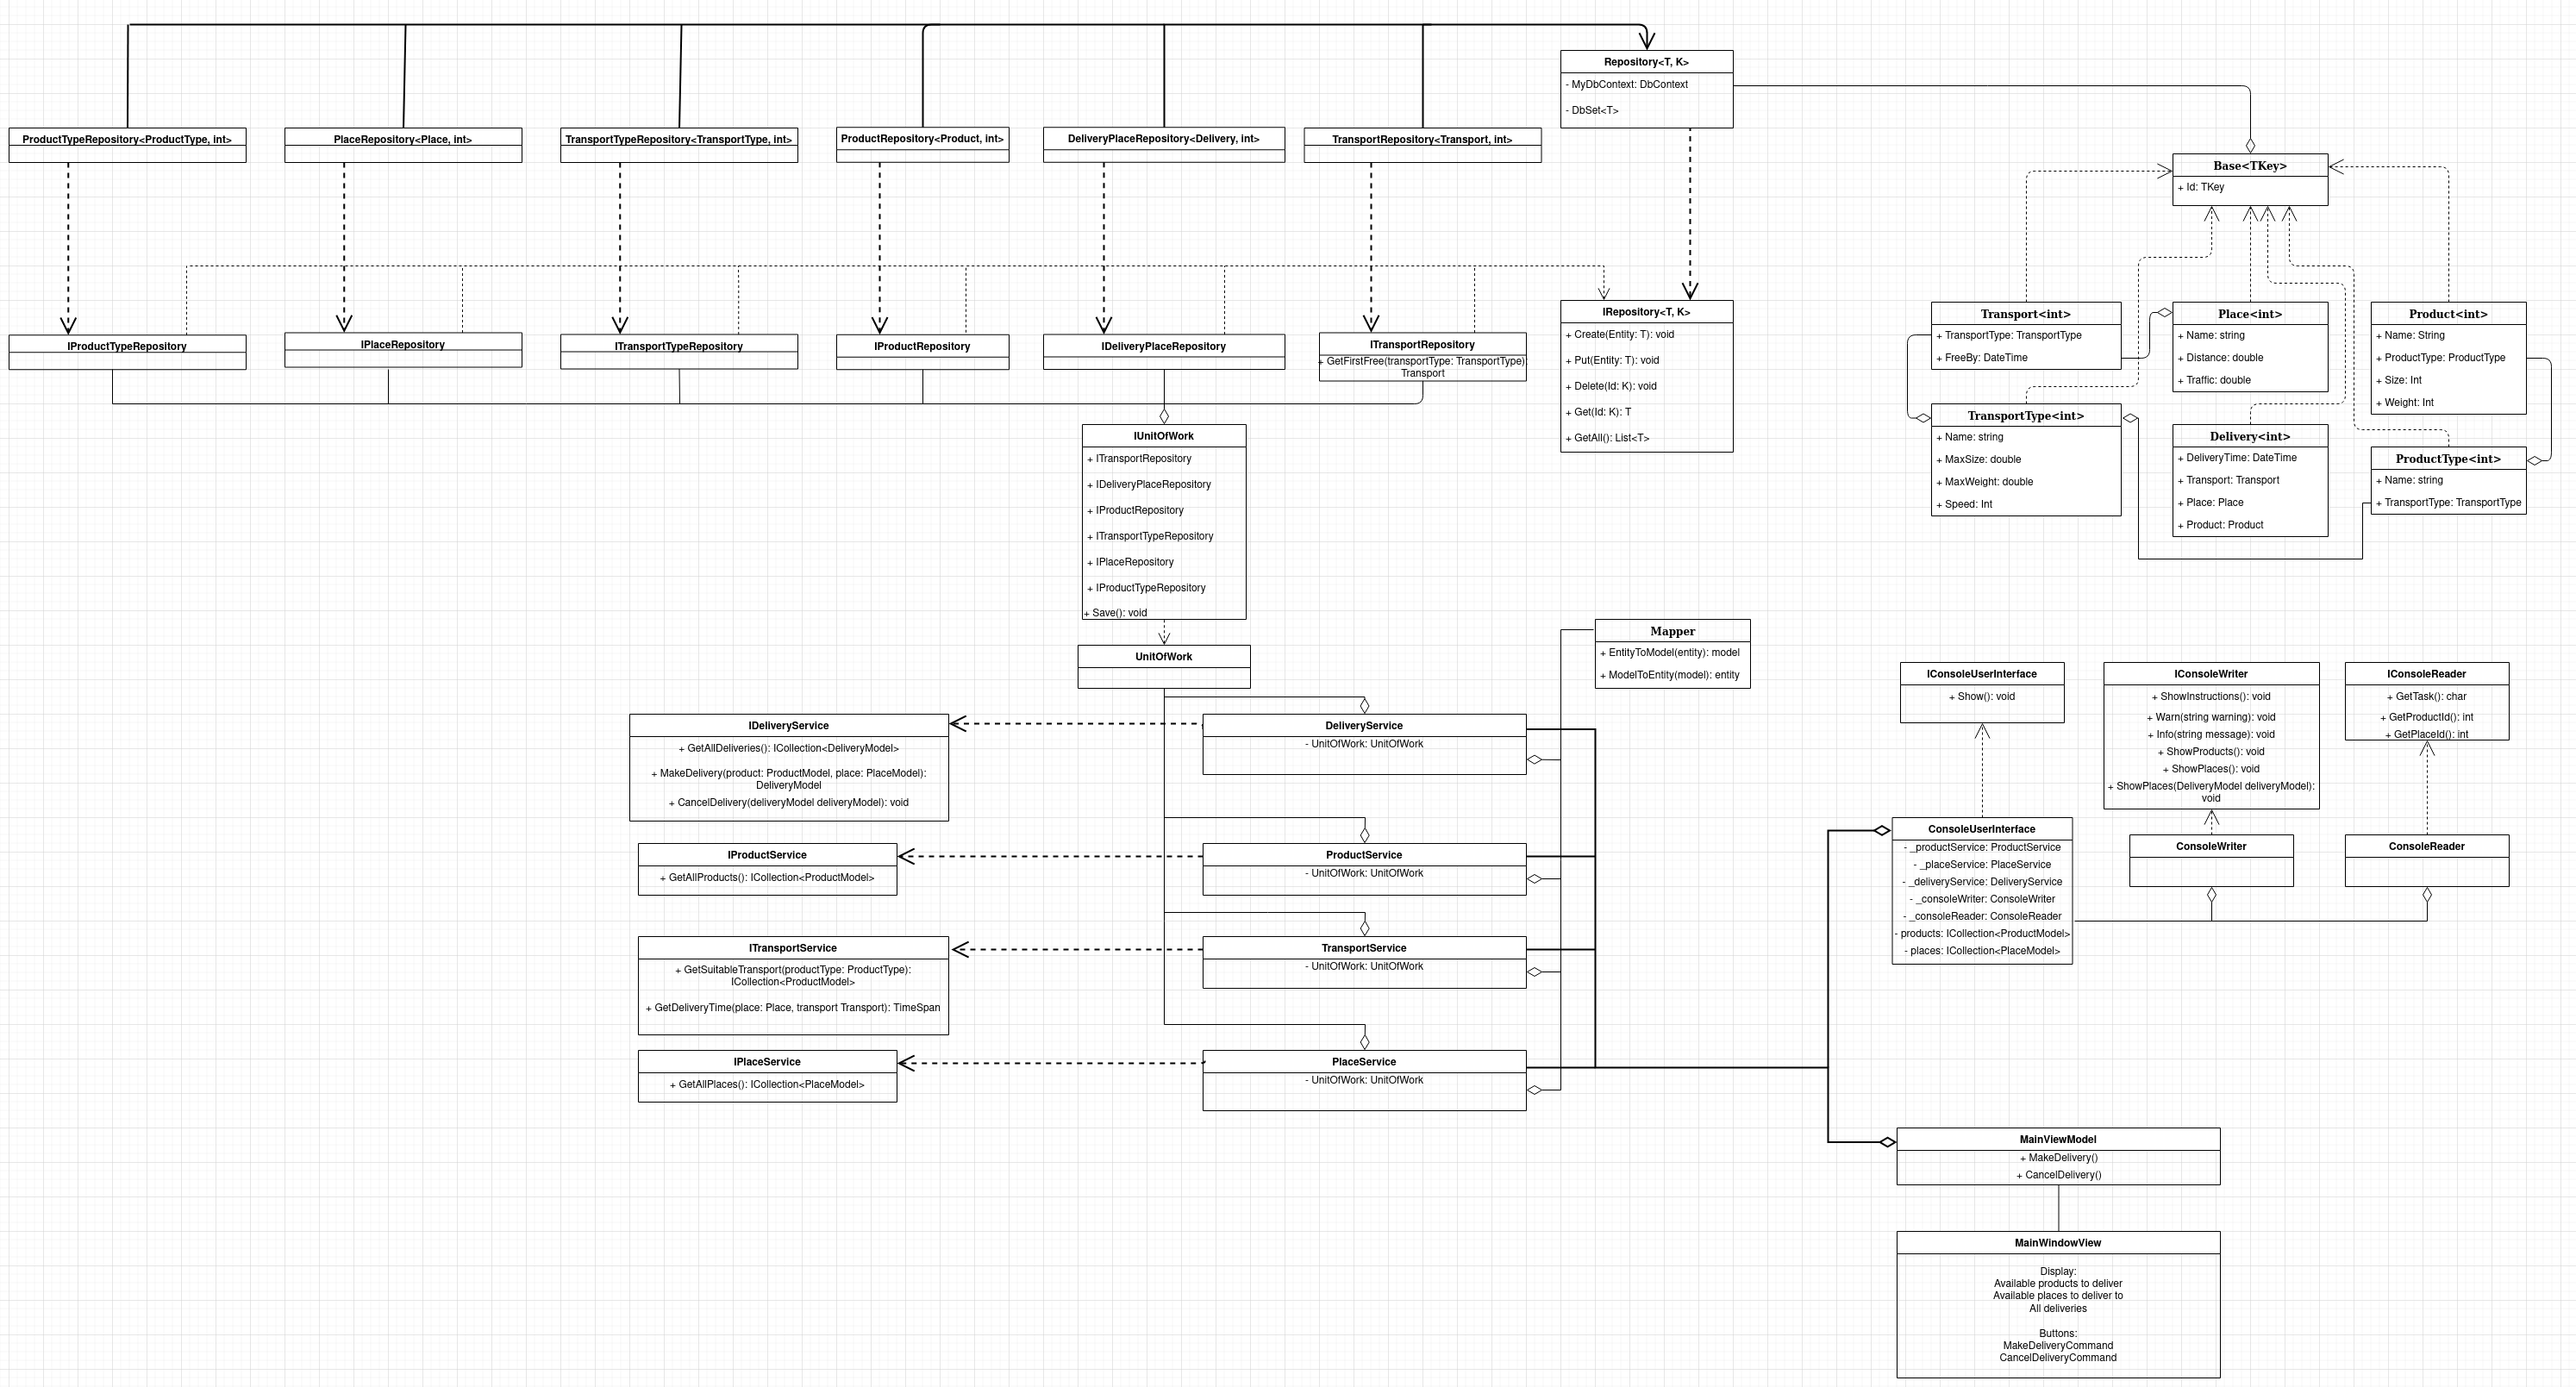 Repository<T, K>
- MyDbContext: DbContext
- DbSet<T>
ProductTypeRepository<ProductType, int>
PlaceRepository<Place, int>
TransportTypeRepository<TransportType, int>
ProductRepository<Product, int>
DeliveryPlaceRepository<Delivery, int>
TransportRepository<Transport, int>
Base<TKey>
+ Id: TKey
IProductTypeRepository
IPlaceRepository
ITransportTypeRepository
IProductRepository
IDeliveryPlaceRepository
ITransportRepository
+ GetFirstFree(transportType: TransportType):
Transport
IRepository<T, K>
+ Create(Entity: T): void
+ Put(Entity: T): void
+ Delete(Id: K): void
+ Get(Id: K): T
+ GetAll(): List<T>
Transport<int>
+ TransportType: TransportType
+ FreeBy: DateTime
Place<int>
+ Name: string
+ Distance: double
+ Traffic: double
Product<int>
+ Name: String
+ ProductType: ProductType
+ Size: Int
+ Weight: Int
TransportType<int>
+ Name: string
+ MaxSize: double
+ MaxWeight: double
+ Speed: Int
Delivery<int>
+ DeliveryTime: DateTime
+ Transport: Transport
+ Place: Place
+ Product: Product
ProductType<int>
+ Name: string
+ TransportType: TransportType
IUnitOfWork
+ ITransportRepository
+ IDeliveryPlaceRepository
+ IProductRepository
+ ITransportTypeRepository
+ IPlaceRepository
+ IProductTypeRepository
+ Save(): void
UnitOfWork
Mapper
+ EntityToModel(entity): model
+ ModelToEntity(model): entity
IDeliveryService
+ GetAllDeliveries(): ICollection<DeliveryModel>
+ MakeDelivery(product: ProductModel, place: PlaceModel):
DeliveryModel
+ CancelDelivery(deliveryModel deliveryModel): void
DeliveryService
- UnitOfWork: UnitOfWork
IProductService
+ GetAllProducts(): ICollection<ProductModel>
ProductService
- UnitOfWork: UnitOfWork
ITransportService
+ GetSuitableTransport(productType: ProductType):
ICollection<ProductModel>
+ GetDeliveryTime(place: Place, transport Transport): TimeSpan
TransportService
- UnitOfWork: UnitOfWork
IPlaceService
+ GetAllPlaces(): ICollection<PlaceModel>
PlaceService
- UnitOfWork: UnitOfWork
IConsoleUserInterface
+ Show(): void
IConsoleWriter
+ ShowInstructions(): void
+ Warn(string warning): void
+ Info(string message): void
+ ShowProducts(): void
+ ShowPlaces(): void
+ ShowPlaces(DeliveryModel deliveryModel):
void
IConsoleReader
+ GetTask(): char
+ GetProductId(): int
+ GetPlaceId(): int
ConsoleUserInterface
- _productService: ProductService
- _placeService: PlaceService
- _deliveryService: DeliveryService
- _consoleWriter: ConsoleWriter
- _consoleReader: ConsoleReader
- products: ICollection<ProductModel>
- places: ICollection<PlaceModel>
ConsoleWriter
ConsoleReader
MainViewModel
+ MakeDelivery()
+ CancelDelivery()
MainWindowView
Display:
Available products to deliver
Available places to deliver to
All deliveries
Buttons:
MakeDeliveryCommand
CancelDeliveryCommand